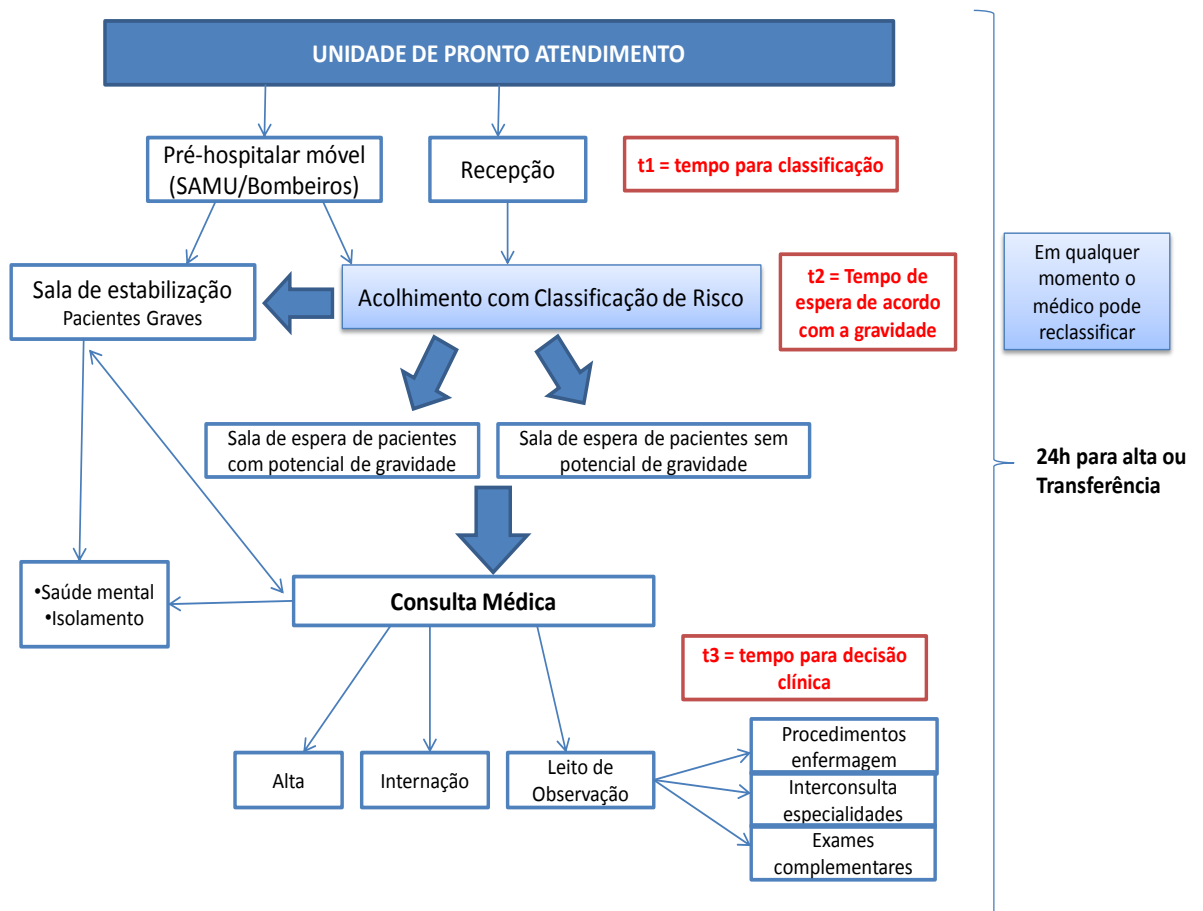 UNIDADE DE PRONTO ATENDIMENTO
Pré-hospitalar móvel
(SAMU/Bombeiros)
Recepção
t1 = tempo para classificação
Sala de estabilização
Pacientes Graves
Acolhimento com Classificação de Risco
t2 = Tempo de
espera de acordo
com a gravidade
Em qualquer
momento o
médico pode
reclassificar
Sala de espera de pacientes
com potencial de gravidade
Sala de espera de pacientes sem
potencial de gravidade
24h para alta ou
Transferência
•Saúde mental
•Isolamento
Consulta Médica
t3 = tempo para decisão
clínica
Alta
Internação
Leito de
Observação
Procedimentos
enfermagem
Interconsulta
especialidades
Exames
complementares